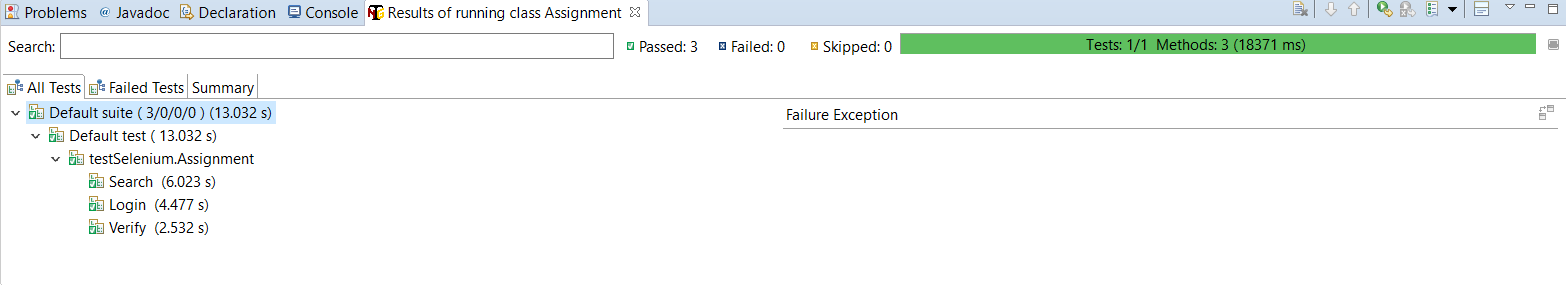 Problems @ Javadoc Declaration Console Results of running class Assignment
Search: Passed: 3 Failed: 0 Skipped: 0 Tests: 1/1 Methods: 3 (18371 ms)
All Tests Failed Tests Summary
Default suite ( 3/0/0/0 ) (13.032 s)
Failure Exception
Default test ( 13.032 s)
testSelenium.Assignment
Search (6.023 s)
Login (4.477 s)
Verify (2.532 s)